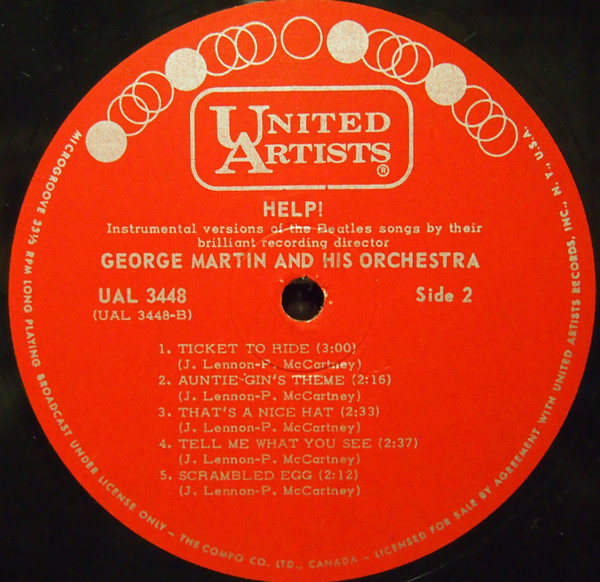 UNITED
ARTISTS®
HELP!
Instrumental versions of the Beatles songs by their
brilliant recording director
GEORGE MARTIN AND HIS ORCHESTRA
UAL 3448
Side 2
(UAL 3448-B)
1. TICKET TO RIDE (3:00)
(J. Lennon-P. McCartney)
2. AUNTIE GIN'S THEME (2:16)
(J. Lennon-P. McCartney)
3. THAT'S A NICE HAT (2:33)
(J. Lennon-P. McCartney)
4. TELL ME WHAT YOU SEE (2:37)
(J. Lennon-P. McCartney)
5. SCRAMBLED EGG (2:12)
(J. Lennon-P. McCartney)
MICROGROOVE 33⅓ RPM LONG PLAYING BROADCAST UNDER LICENSE ONLY - THE COMPO CO. LTD., CANADA - LICENSED FOR SALE BY AGREEMENT WITH UNITED ARTISTS RECORDS, INC., N. Y., U.S.A.